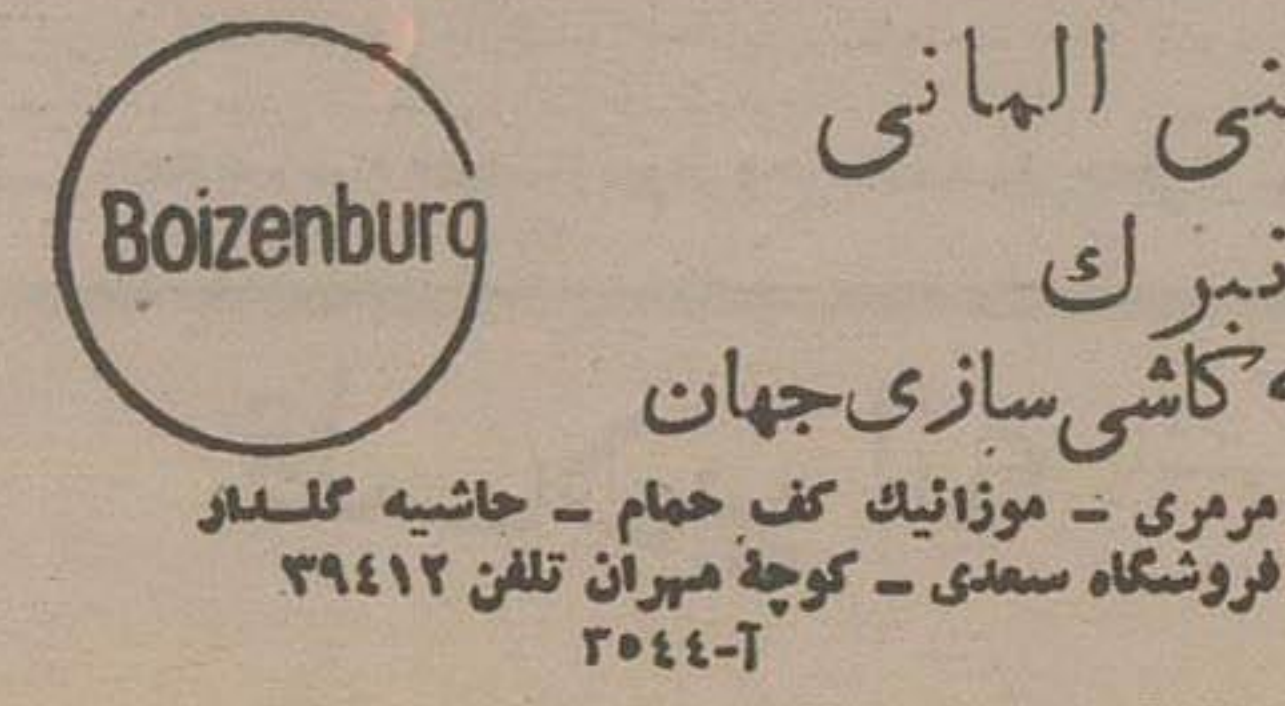 Boizenburg
المانی
کاشی سازی جهان
مرمری – موزائیك کف حمام – حاشیه گلدار
فروشگاه سعدی – کوچهٔ مهران تلفن ۳۹٤۱۲
آ-۳٥٤٤